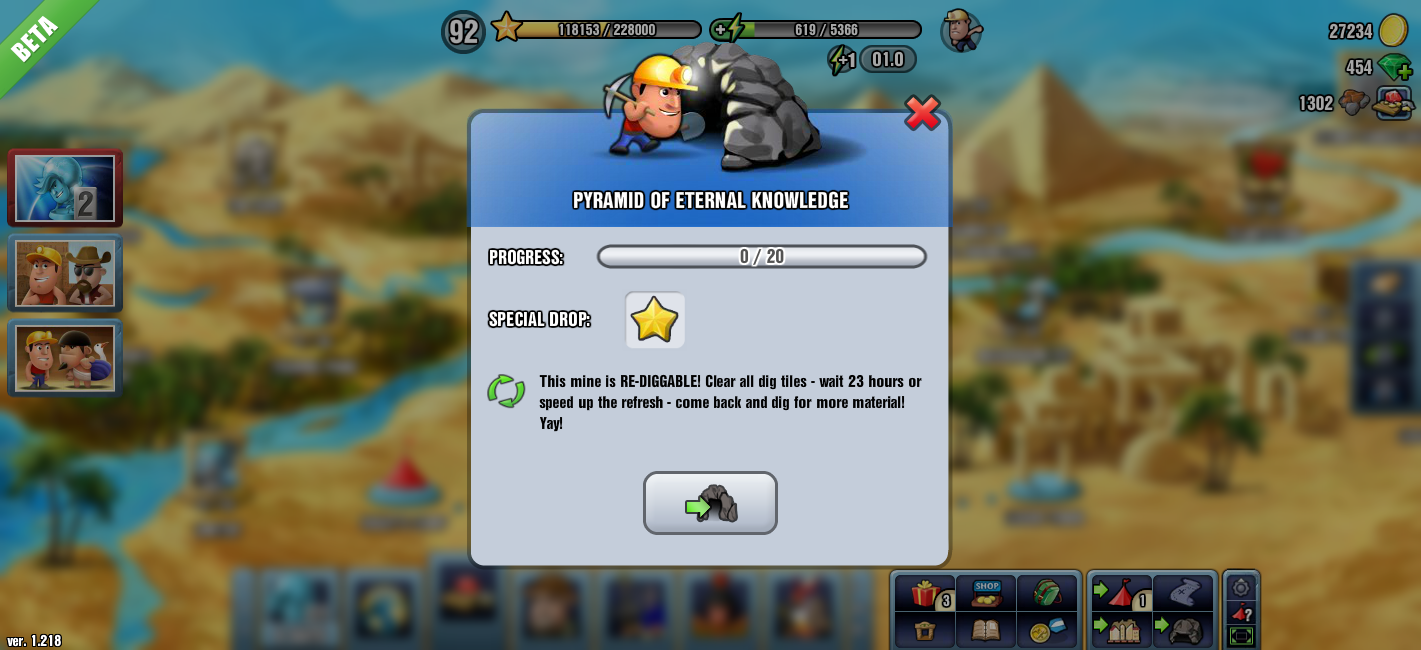 BETA
92
118153 / 228000
619 / 5366
+1
01.0
27234
454
1302
2
PYRAMID OF ETERNAL KNOWLEDGE
PROGRESS:
0 / 20
SPECIAL DROP:
This mine is RE-DIGGABLE! Clear all dig tiles - wait 23 hours or
speed up the refresh - come back and dig for more material!
Yay!
3
SHOP
1
?
ver. 1.218